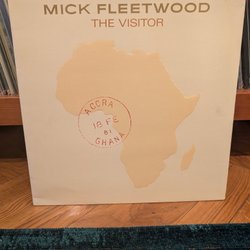 MICK FLEETWOOD
THE VISITOR
ACCRA
18 FE
81
GHANA